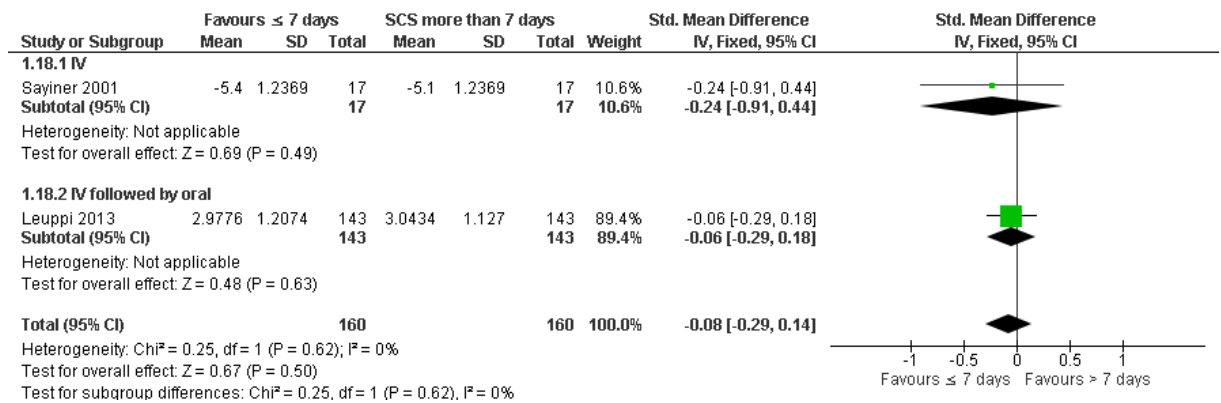 Favours ≤ 7 days SCS more than 7 days Std. Mean Difference Std. Mean Difference
Study or Subgroup Mean SD Total Mean SD Total Weight IV, Fixed, 95% CI IV, Fixed, 95% CI
1.18.1 IV
Sayiner 2001 -5.4 1.2369 17 -5.1 1.2369 17 10.6% -0.24 [-0.91, 0.44]
Subtotal (95% CI) 17 17 10.6% -0.24 [-0.91, 0.44]
Heterogeneity: Not applicable
Test for overall effect: Z = 0.69 (P = 0.49)
1.18.2 IV followed by oral
Leuppi 2013 2.9776 1.2074 143 3.0434 1.127 143 89.4% -0.06 [-0.29, 0.18]
Subtotal (95% CI) 143 143 89.4% -0.06 [-0.29, 0.18]
Heterogeneity: Not applicable
Test for overall effect: Z = 0.48 (P = 0.63)
Total (95% CI) 160 160 100.0% -0.08 [-0.29, 0.14]
Heterogeneity: Chi² = 0.25, df = 1 (P = 0.62); I² = 0%
Test for overall effect: Z = 0.67 (P = 0.50)
Test for subgroup differences: Chi² = 0.25, df = 1 (P = 0.62), I² = 0%
-1 -0.5 0 0.5 1
Favours ≤ 7 days Favours > 7 days